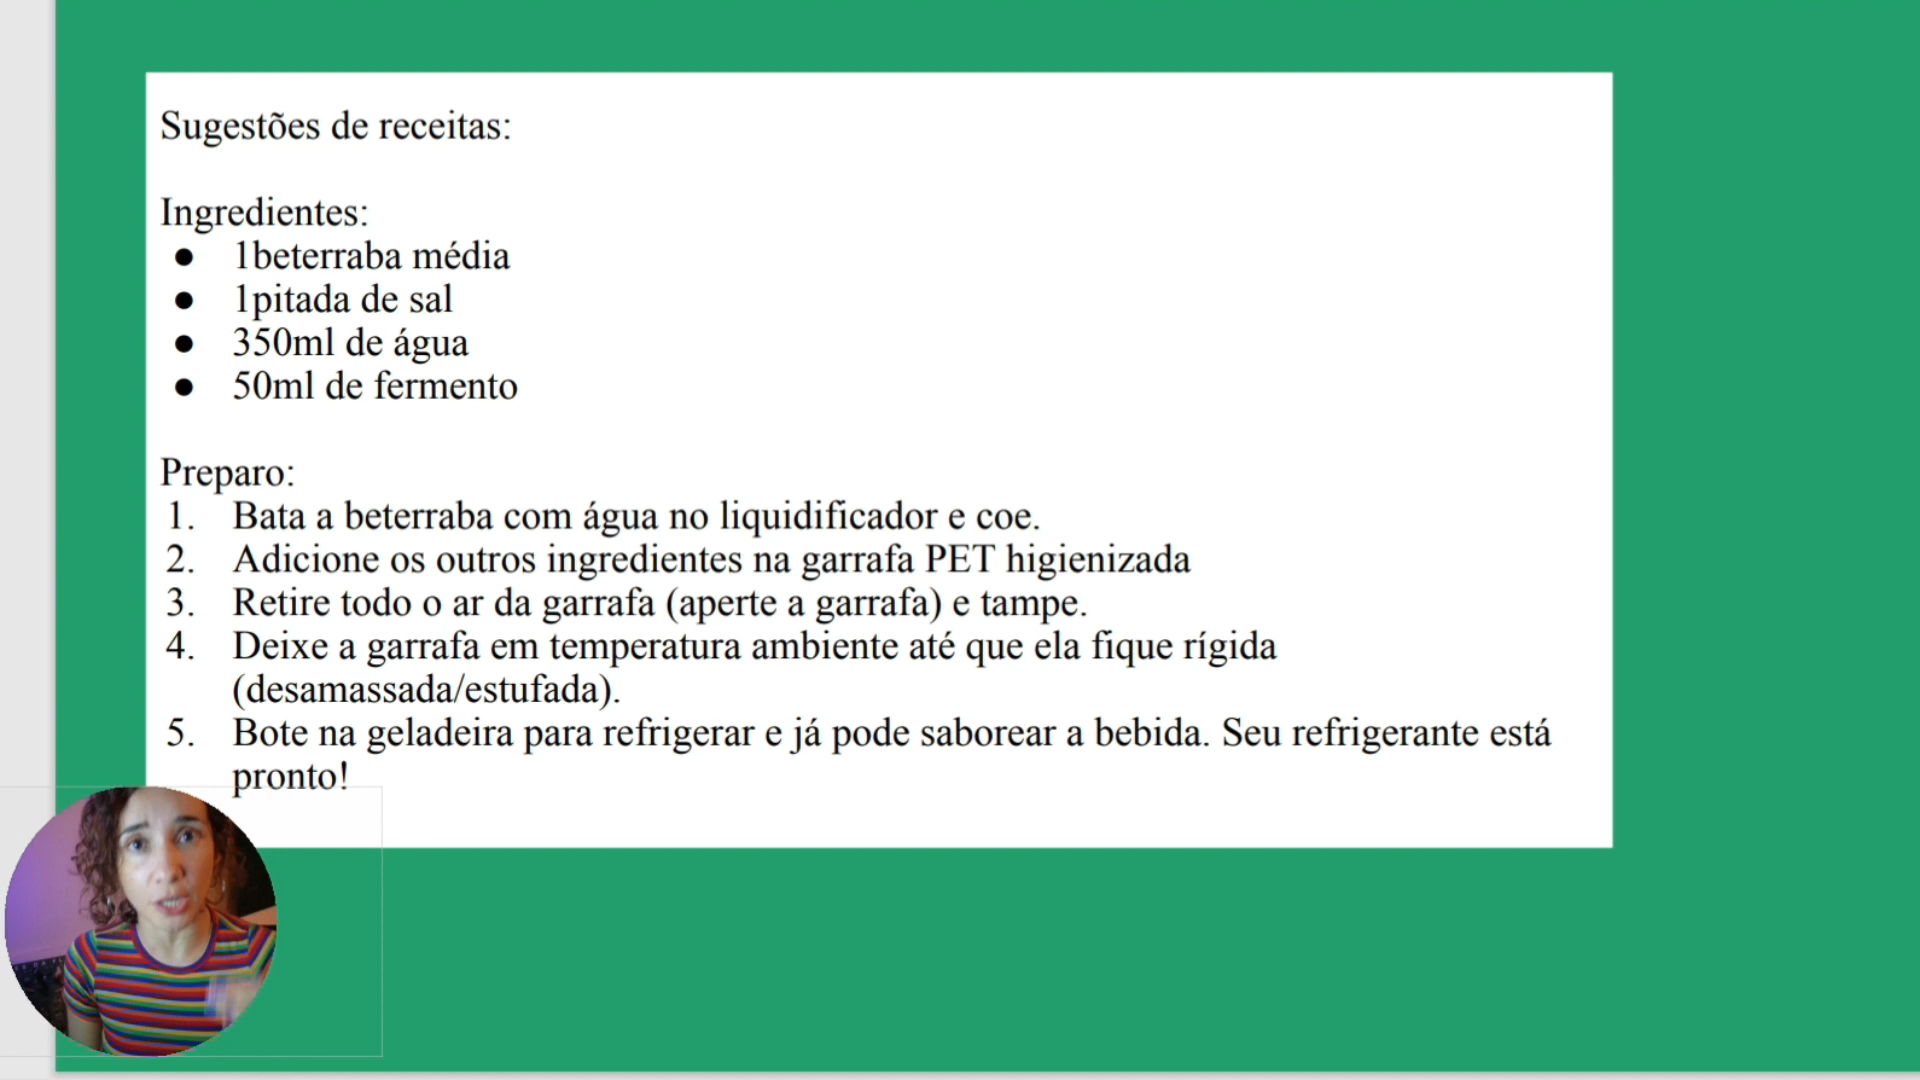 Sugestões de receitas:
Ingredientes:
● 1beterraba média
● 1pitada de sal
● 350ml de água
● 50ml de fermento
Preparo:
1. Bata a beterraba com água no liquidificador e coe.
2. Adicione os outros ingredientes na garrafa PET higienizada
3. Retire todo o ar da garrafa (aperte a garrafa) e tampe.
4. Deixe a garrafa em temperatura ambiente até que ela fique rígida
(desamassada/estufada).
5. Bote na geladeira para refrigerar e já pode saborear a bebida. Seu refrigerante está
pronto!